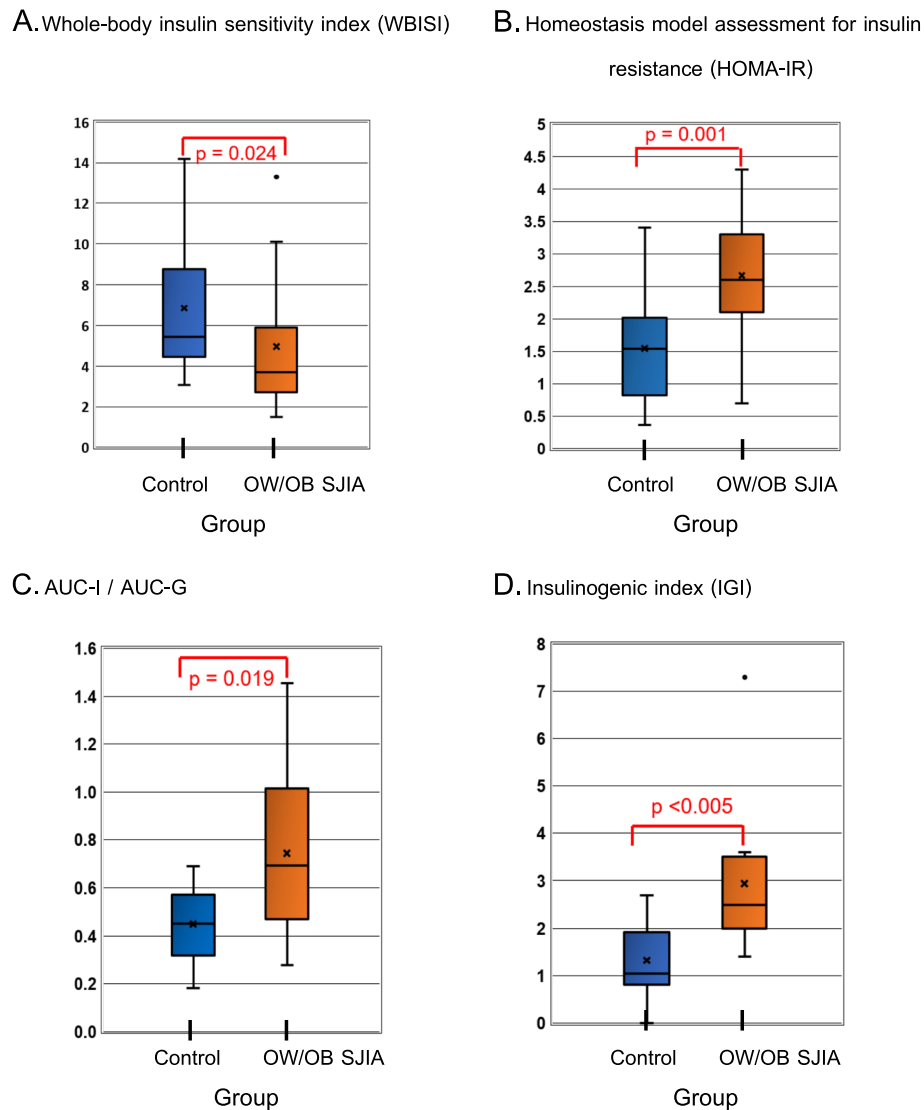 A. Whole-body insulin sensitivity index (WBISI)
16
14
12
10
8
6
4
2
0
p = 0.024
Control
OW/OB SJIA
Group
B. Homeostasis model assessment for insulin
resistance (HOMA-IR)
5
4.5
4
3.5
3
2.5
2
1.5
1
0.5
0
p = 0.001
Control
OW/OB SJIA
Group
C. AUC-I / AUC-G
1.6
1.4
1.2
1.0
0.8
0.6
0.4
0.2
0.0
p = 0.019
Control
OW/OB SJIA
Group
D. Insulinogenic index (IGI)
8
7
6
5
4
3
2
1
0
p <0.005
Control
OW/OB SJIA
Group